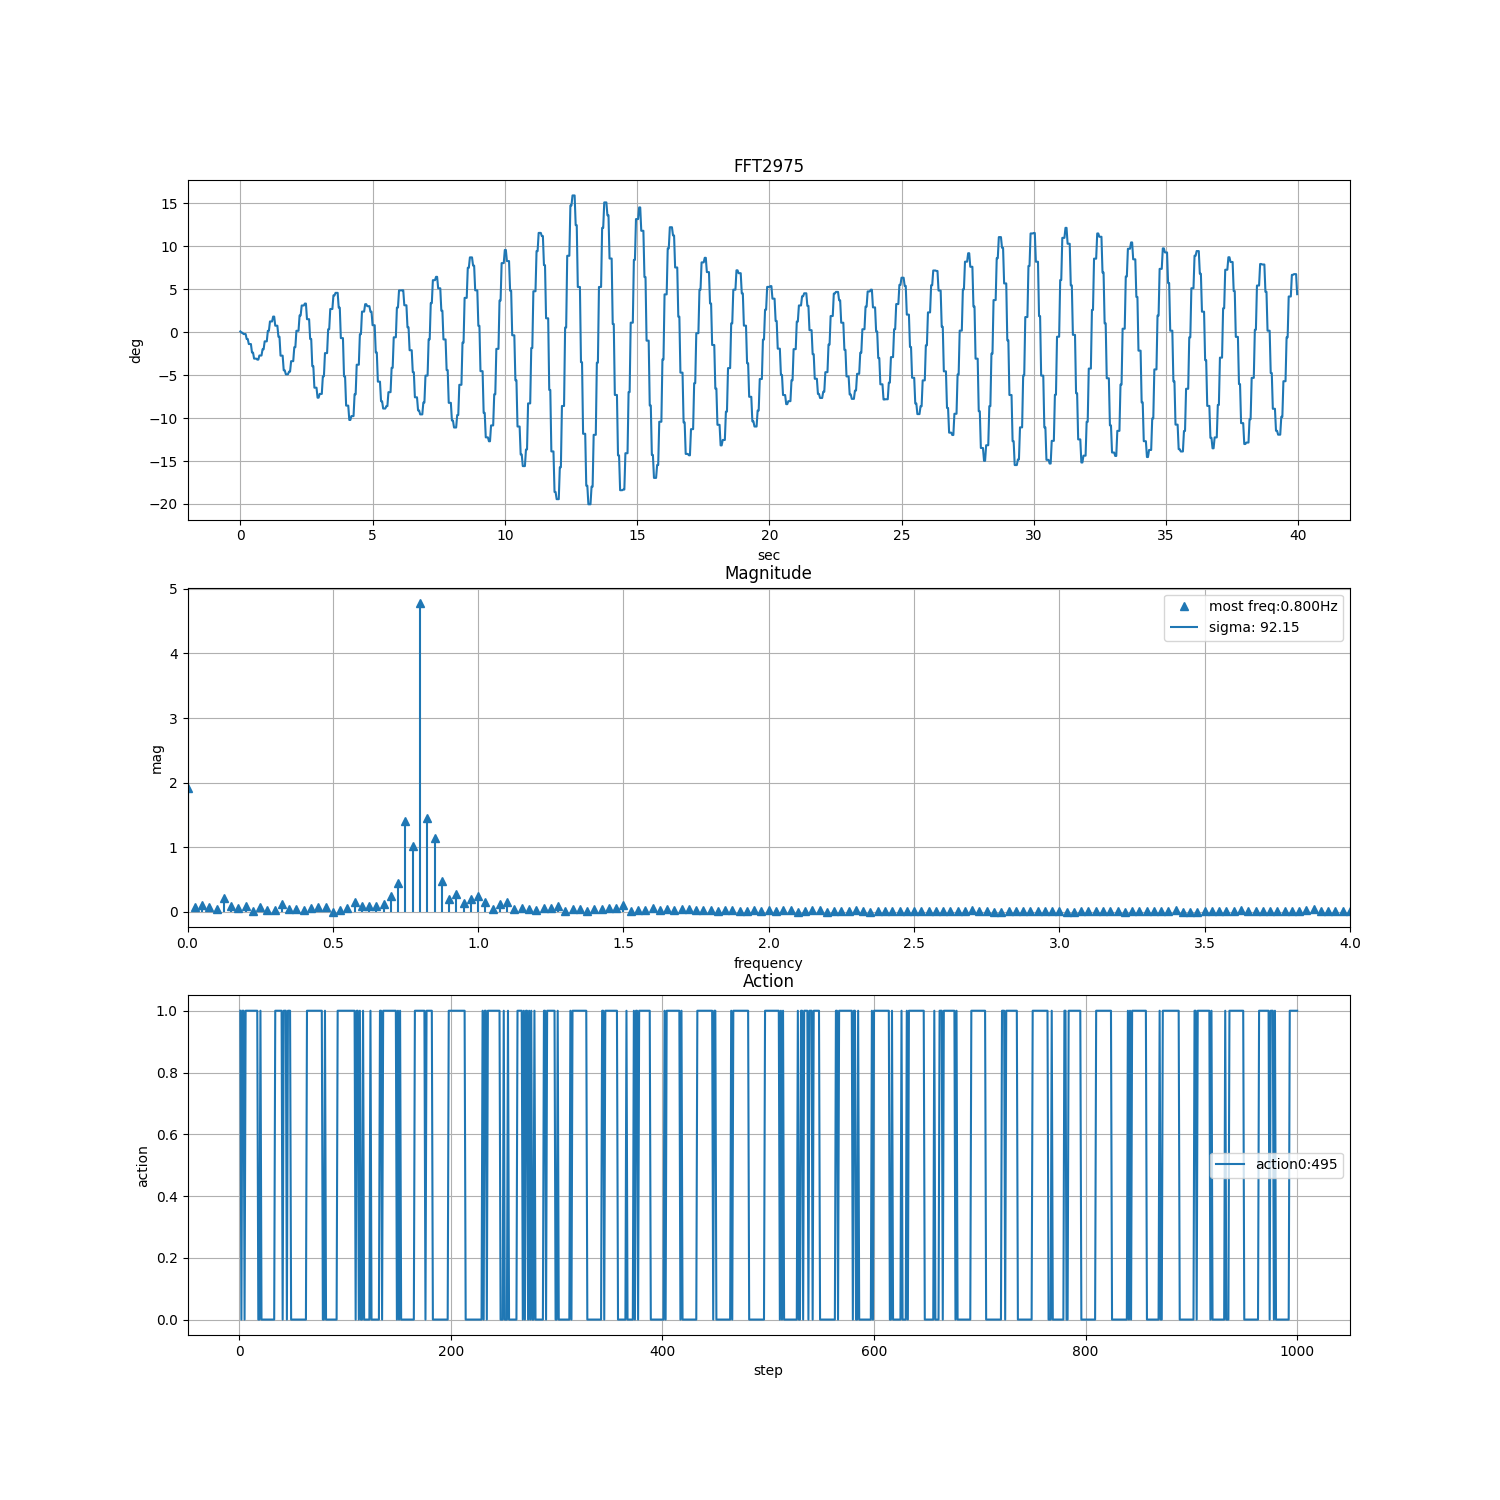 FFT2975
15
10
5
0
−5
−10
−15
−20
deg
0 5 10 15 20 25 30 35 40
sec
Magnitude
5
4
3
2
1
0
mag
most freq:0.800Hz
sigma: 92.15
0.0 0.5 1.0 1.5 2.0 2.5 3.0 3.5 4.0
frequency
Action
1.0
0.8
0.6
0.4
0.2
0.0
action
action0:495
0 200 400 600 800 1000
step